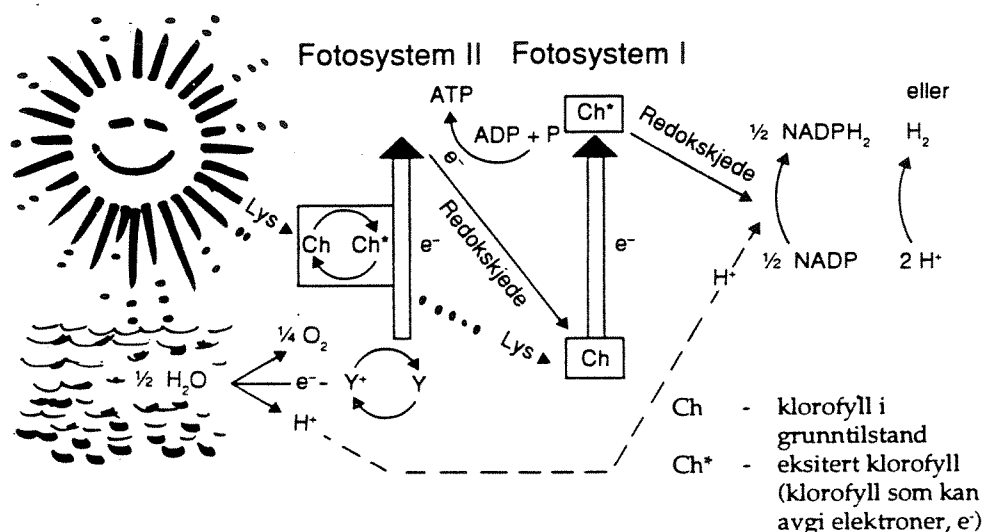 Fotosystem II Fotosystem I
ATP
ADP + P
Ch*
Redokskjede
eller
½ NADPH₂ H₂
e⁻
Lys
Ch Ch*
e⁻
Redokskjede
e⁻
½ NADP 2 H⁺
H⁺
Lys
Ch
½ H₂O
¼ O₂
e⁻
H⁺
Y⁺ Y
Ch - klorofyll i
grunntilstand
Ch* - eksitert klorofyll
(klorofyll som kan
avgi elektroner, e⁻)